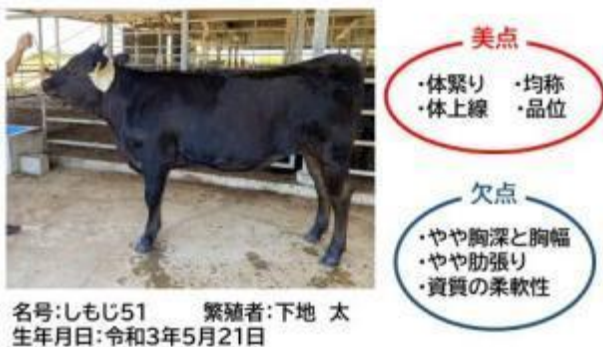 美点
・体緊り ・均称
・体上線 ・品位
欠点
・やや胸深と胸幅
・やや肋張り
・資質の柔軟性
名号:しもじ51 繁殖者:下地 太
生年月日:令和3年5月21日